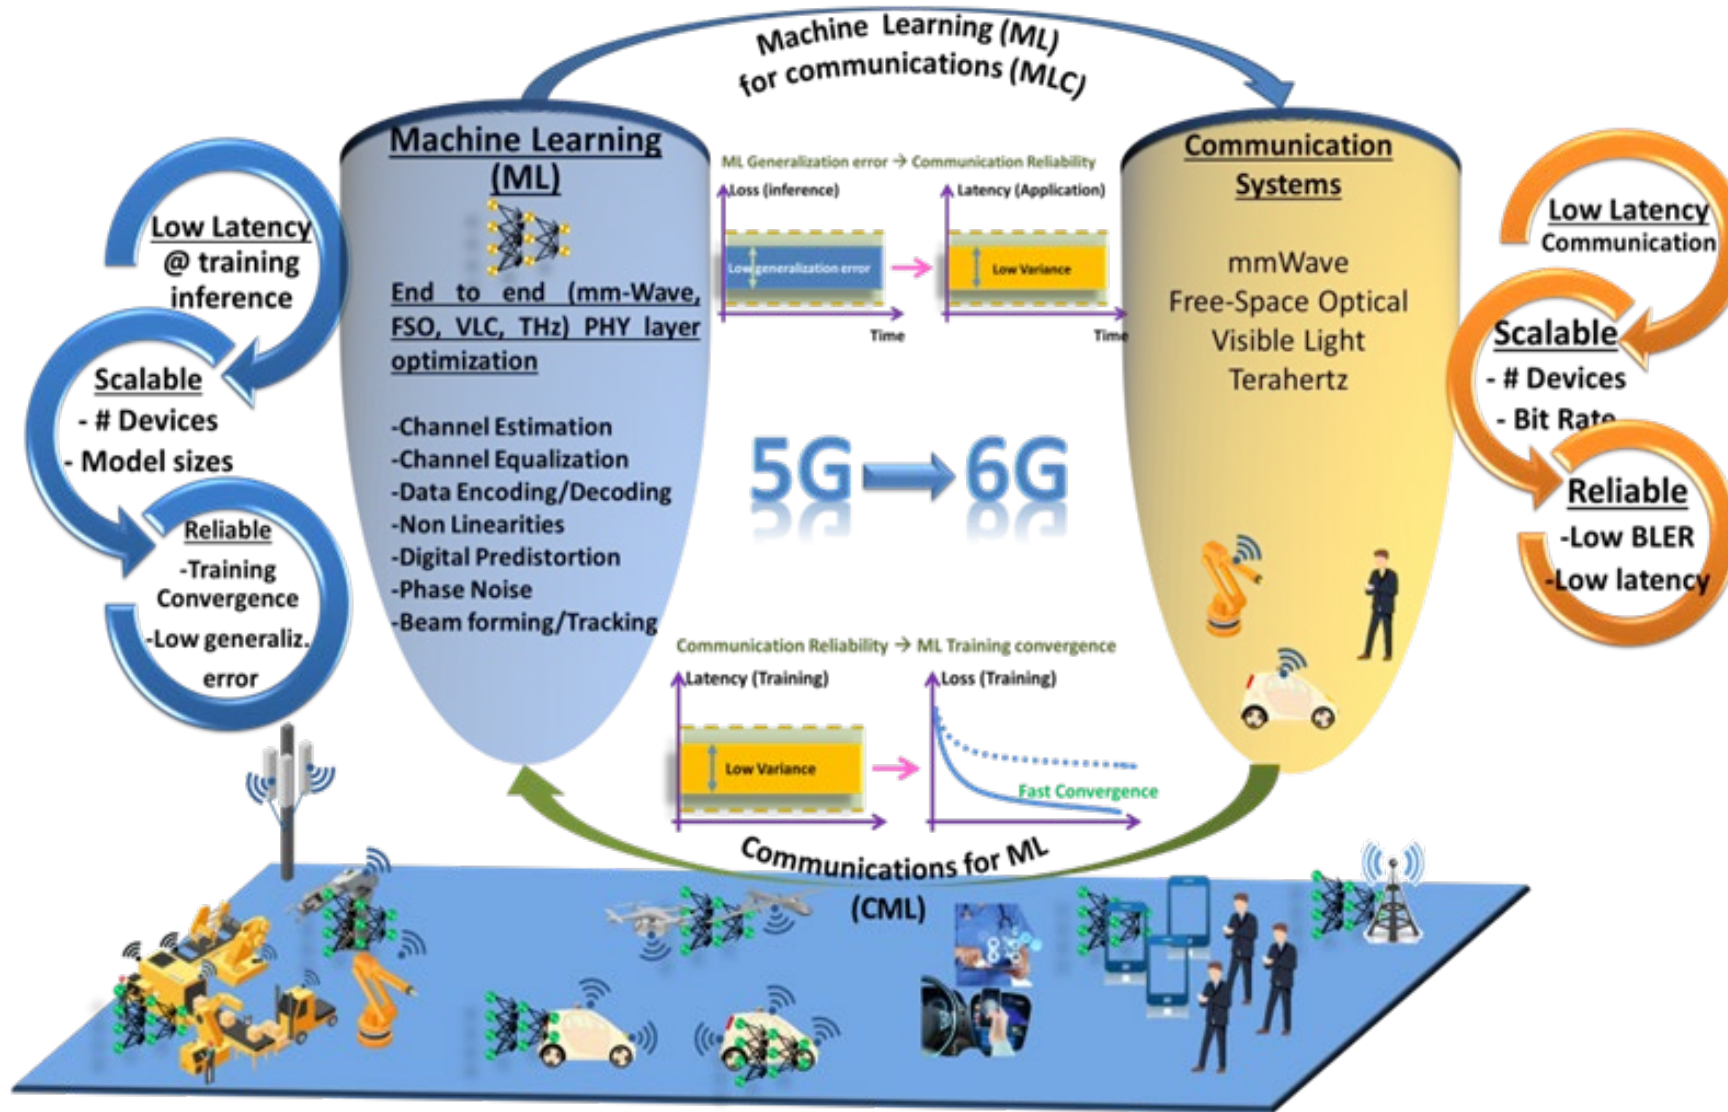 Machine Learning (ML)
for communications (MLC)
Low Latency
@ training
inference
Scalable
- # Devices
- Model sizes
Reliable
-Training
Convergence
-Low generaliz.
error
Machine Learning
(ML)
End to end (mm-Wave,
FSO, VLC, THz) PHY layer
optimization
-Channel Estimation
-Channel Equalization
-Data Encoding/Decoding
-Non Linearities
-Digital Predistortion
-Phase Noise
-Beam forming/Tracking
ML Generalization error → Communication Reliability
Loss (inference)
Low generalization error
Time
Latency (Application)
Low Variance
Time
5G
6G
Communication Reliability → ML Training convergence
Latency (Training)
Low Variance
Loss (Training)
Fast Convergence
Communications for ML
(CML)
Communication
Systems
mmWave
Free-Space Optical
Visible Light
Terahertz
Low Latency
Communication
Scalable
- # Devices
- Bit Rate
Reliable
-Low BLER
-Low latency